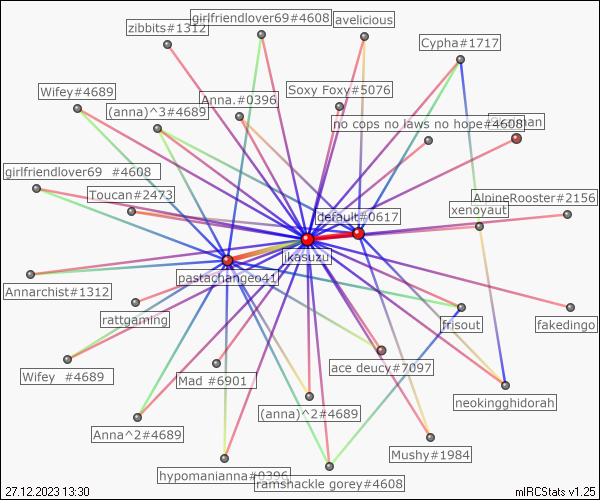 girlfriendlover69#4608
avelicious
zibbits#1312
Cypha#1717
Wifey#4689
Soxy Foxy#5076
Anna.#0396
(anna)^3#4689
no cops no laws no hope#4608
girlfriendlover69 #4608
Toucan#2473
AlpineRooster#2156
default#0617
xenoyaut
jkasuzu
pastachangeo41
Annarchist#1312
rattgaming
frisout
fakedingo
ace deucy#7097
Wifey #4689
Mad #6901
neokingghidorah
(anna)^2#4689
Anna^2#4689
Mushy#1984
hypomanianna#0396
ramshackle gorey#4608
27.12.2023 13:30
mIRCStats v1.25